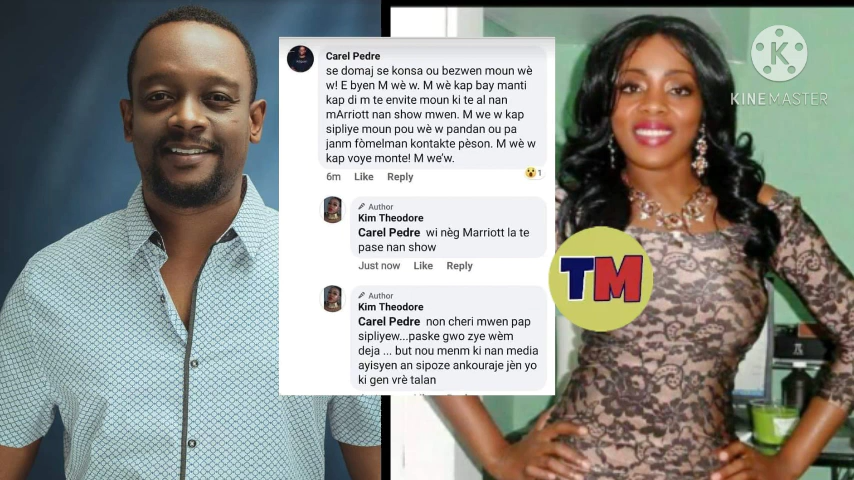 Carel Pedre
se domaj se konsa ou bezwen moun wè
w! E byen M wè w. M wè kap bay manti
kap di m te envite moun ki te al nan
mArriott nan show mwen. M we w kap
sipliye moun pou wè w pandan ou pa
janm fòmelman kontakte pèson. M wè w
kap voye monte! M we'w.
6m Like Reply
1
Author
Kim Theodore
Carel Pedre wi nèg Marriott la te
pase nan show
Just now Like Reply
Author
Kim Theodore
Carel Pedre non cheri mwen pap
sipliyew...paske gwo zye wèm
deja ... but nou menm ki nan media
ayisyen an sipoze ankouraje jèn yo
ki gen vrè talan
TM
K
KINEMASTER